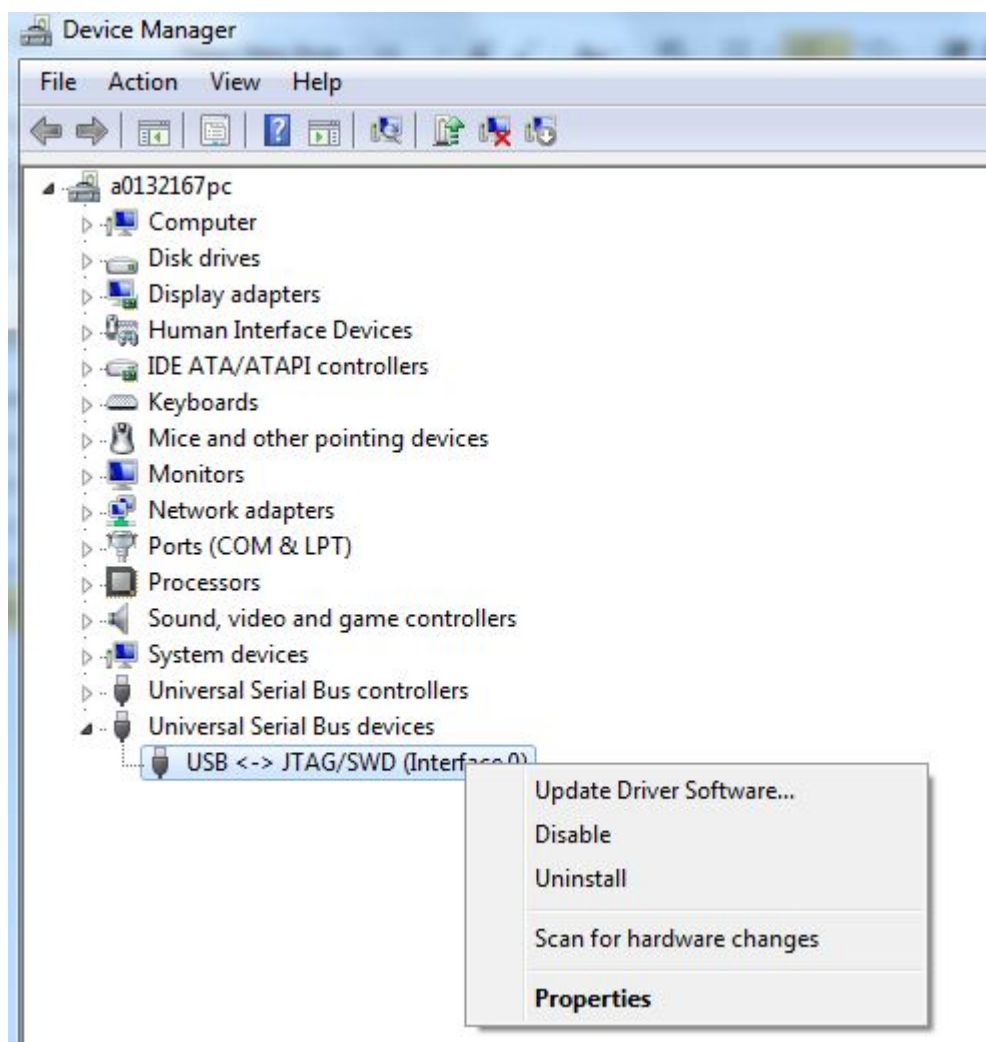 Device Manager
File Action View Help
a0132167pc
Computer
Disk drives
Display adapters
Human Interface Devices
IDE ATA/ATAPI controllers
Keyboards
Mice and other pointing devices
Monitors
Network adapters
Ports (COM & LPT)
Processors
Sound, video and game controllers
System devices
Universal Serial Bus controllers
Universal Serial Bus devices
USB <-> JTAG/SWD (Interface 0)
Update Driver Software...
Disable
Uninstall
Scan for hardware changes
Properties